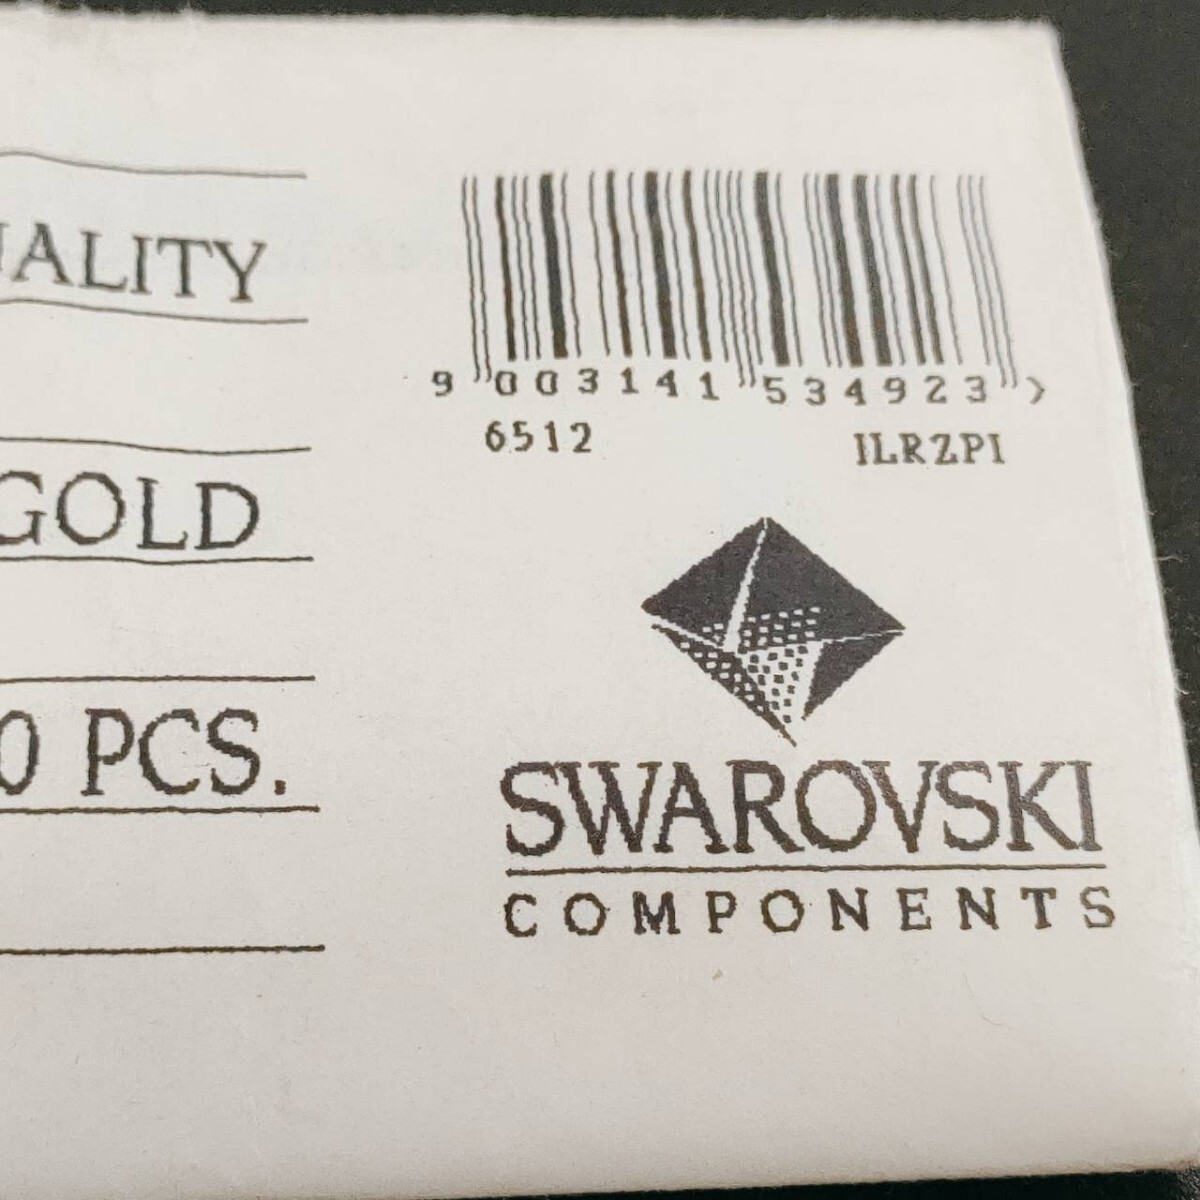 UALITY
GOLD
0 PCS.
9 003141 534923 >
6512 ILRZPI
SWAROVSKI
COMPONENTS